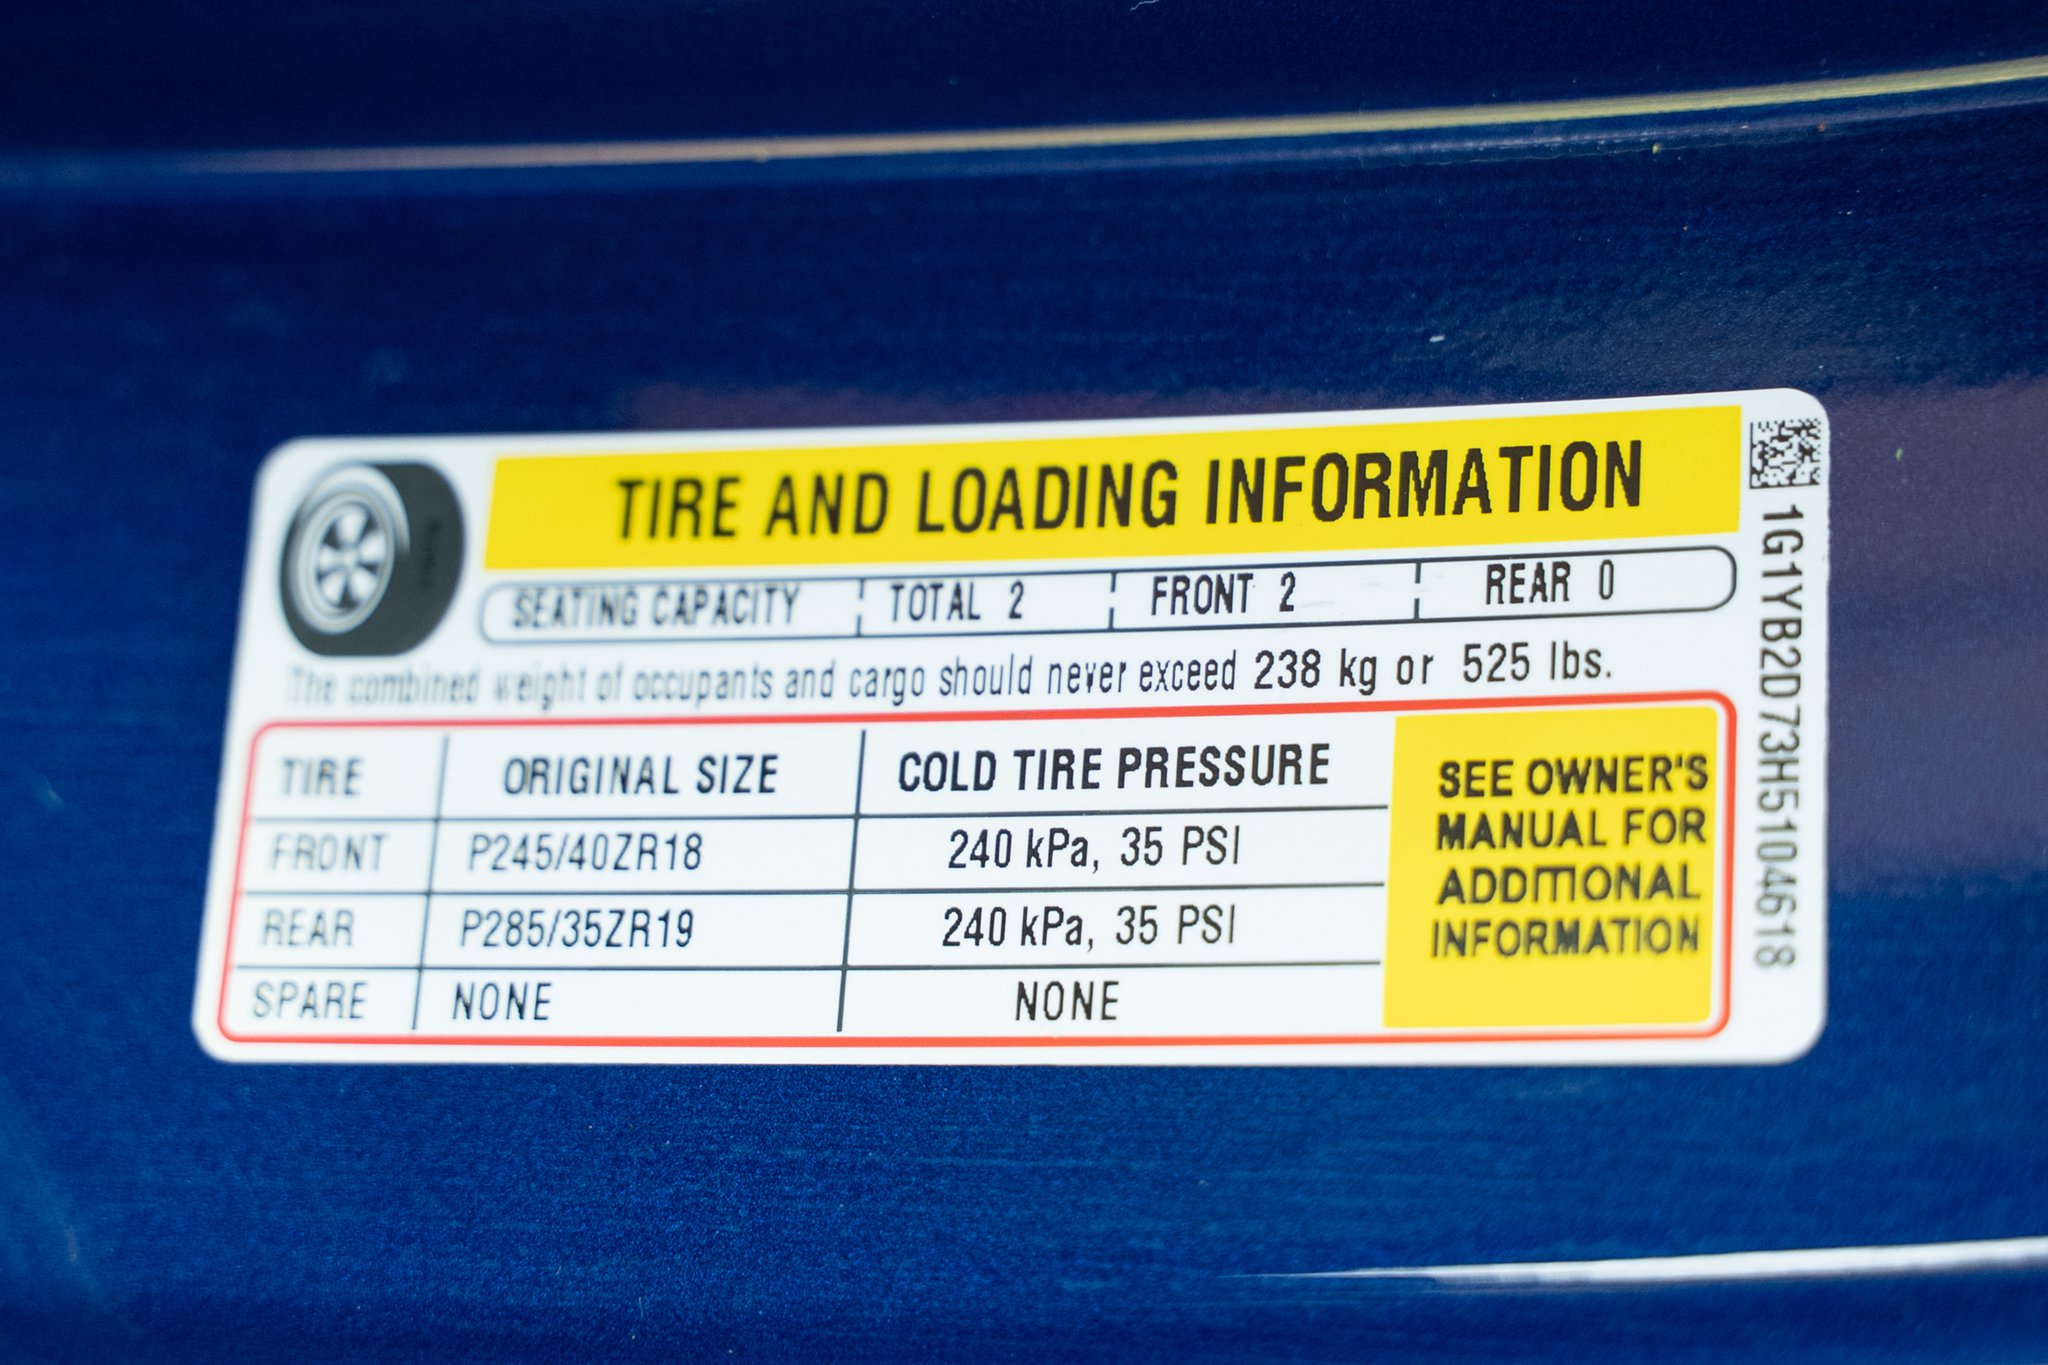 TIRE AND LOADING INFORMATION
SEATING CAPACITY TOTAL 2 FRONT 2 REAR 0
The combined weight of occupants and cargo should never exceed 238 kg or 525 lbs.
TIRE ORIGINAL SIZE COLD TIRE PRESSURE
FRONT P245/40ZR18 240 kPa, 35 PSI
REAR P285/35ZR19 240 kPa, 35 PSI
SPARE NONE NONE
SEE OWNER'S
MANUAL FOR
ADDITIONAL
INFORMATION
1G1YB2D73H5104618